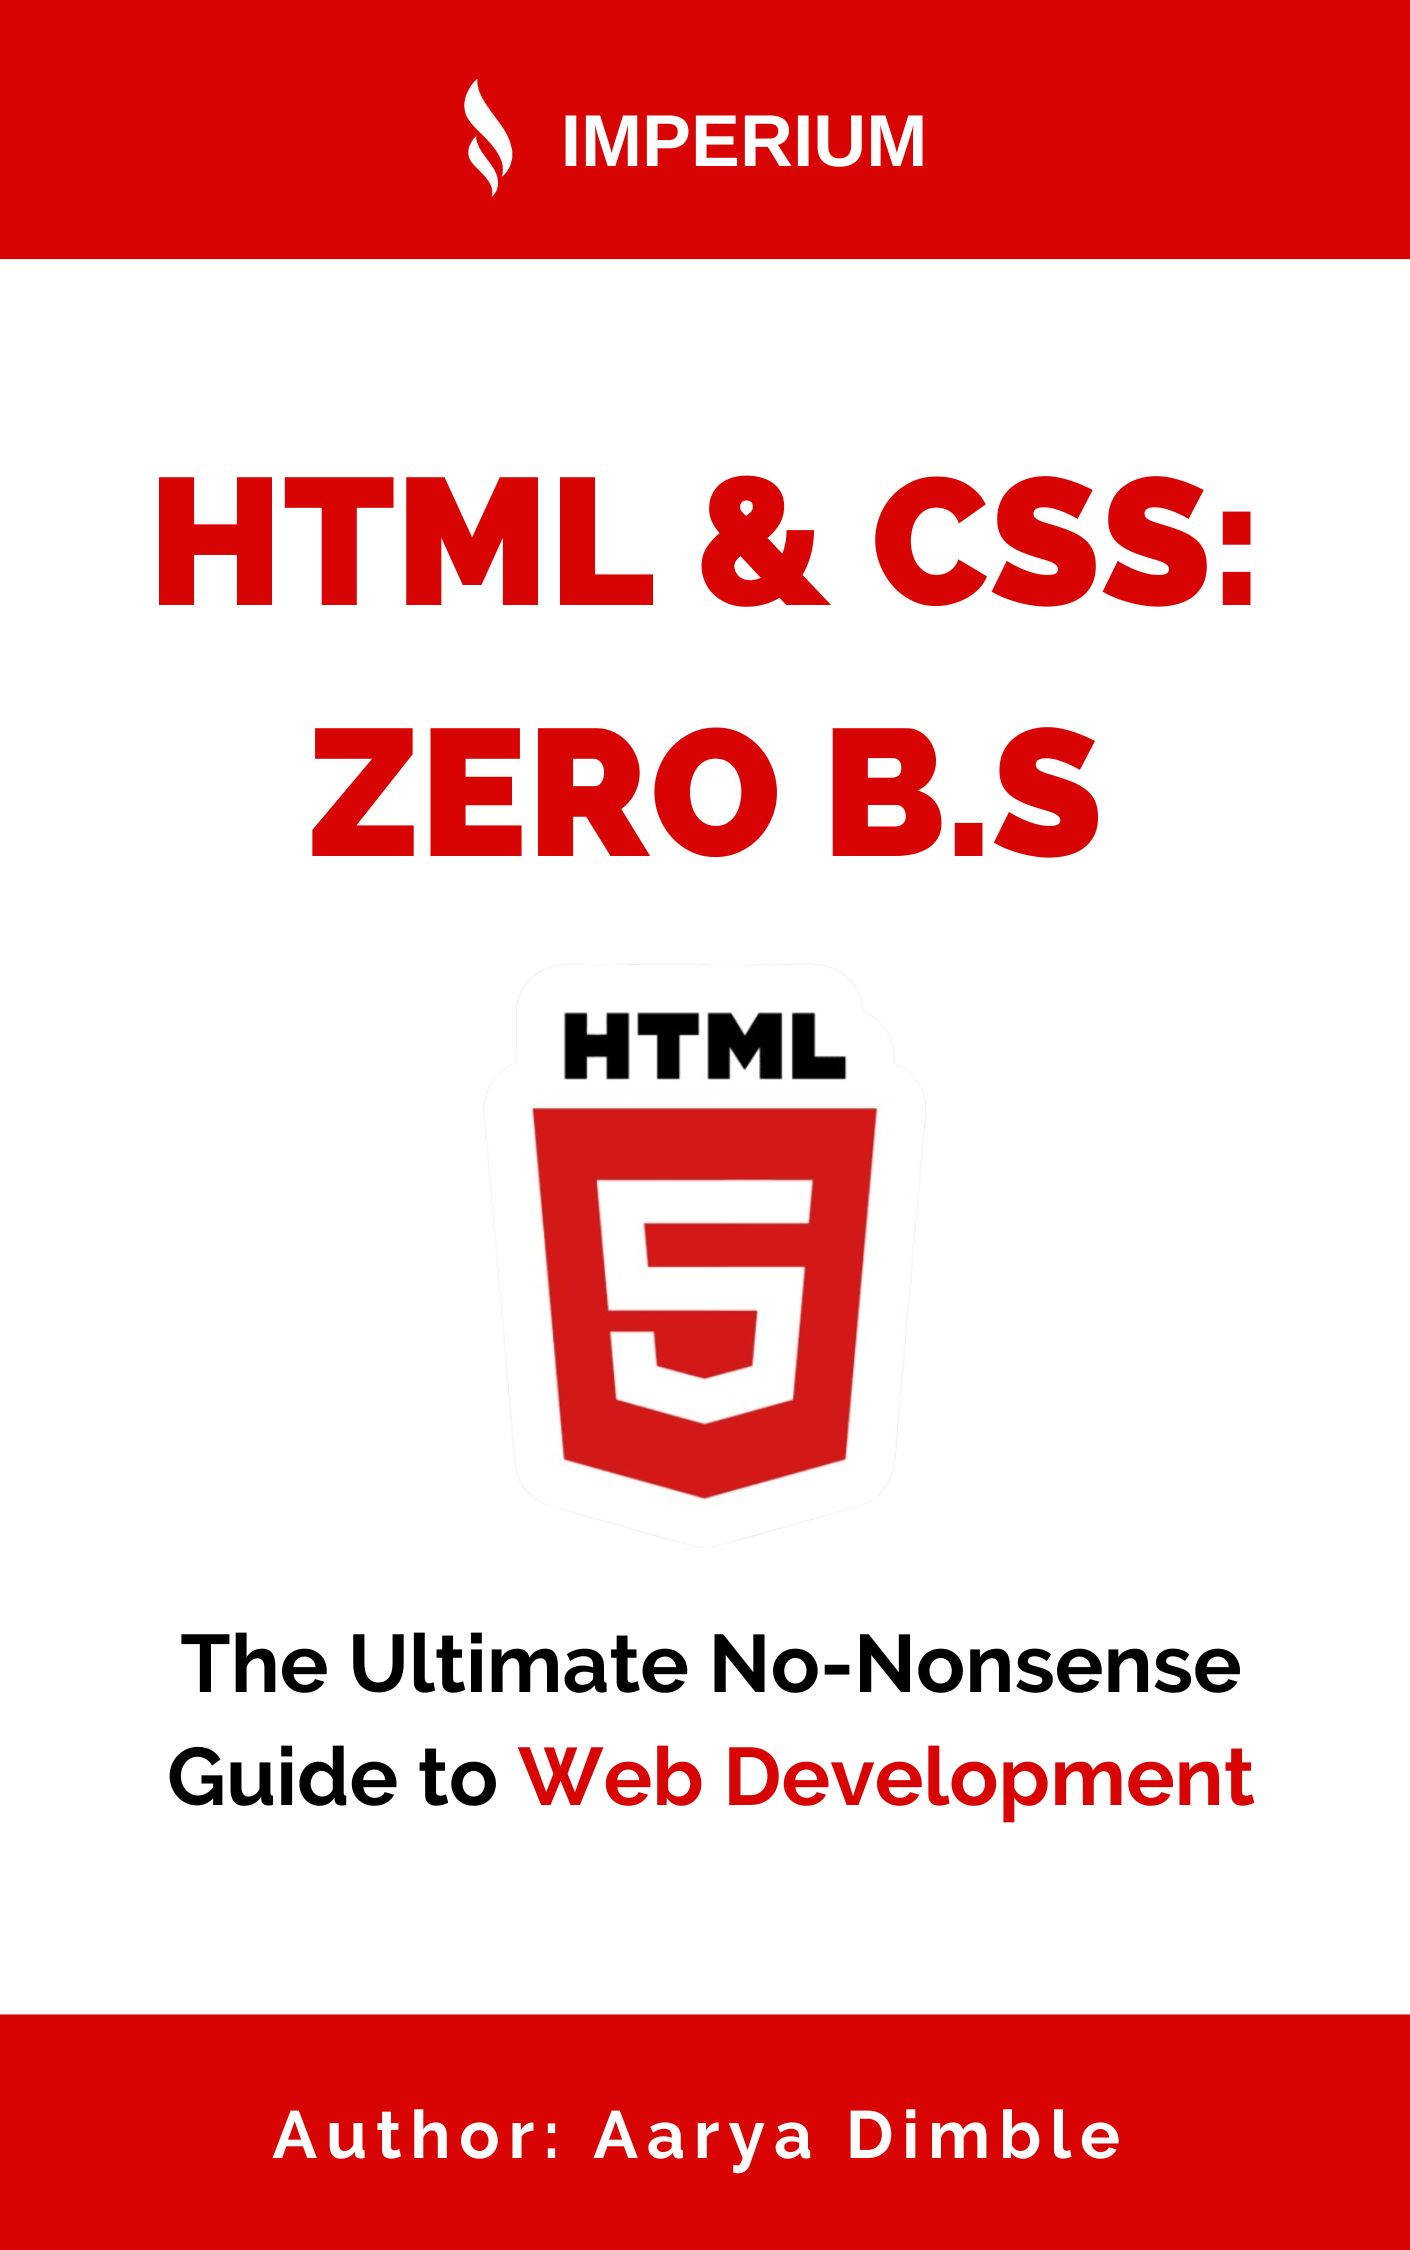 IMPERIUM
HTML & CSS:
ZERO B.S
HTML
5
The Ultimate No-Nonsense
Guide to Web Development
Author: Aarya Dimble